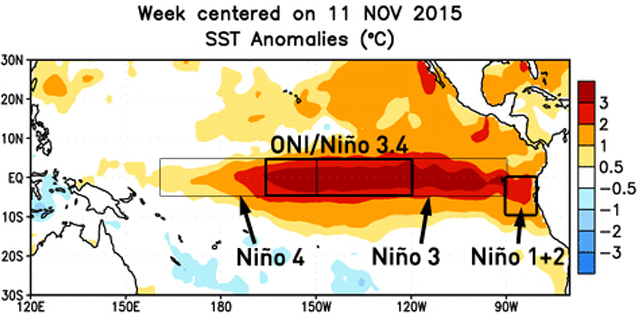 Week centered on 11 NOV 2015
SST Anomalies (°C)
30N
20N
10N
EQ
10S
20S
30S
120E
150E
180
150W
120W
90W
ONI/Niño 3.4
Niño 4
Niño 3
Niño 1+2
3
2
1
0.5
-0.5
-1
-2
-3